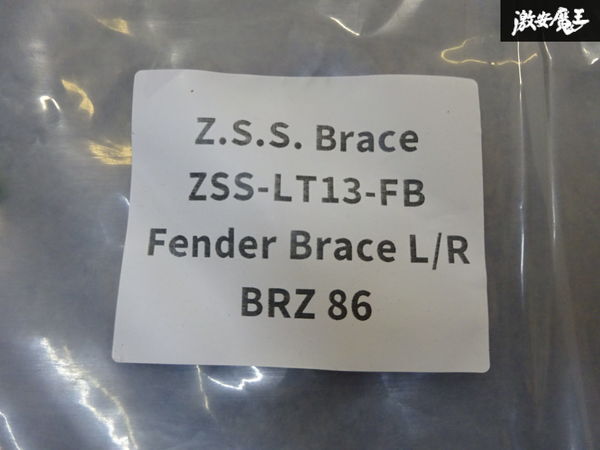 激安魔王
Z.S.S. Brace
ZSS-LT13-FB
Fender Brace L/R
BRZ 86